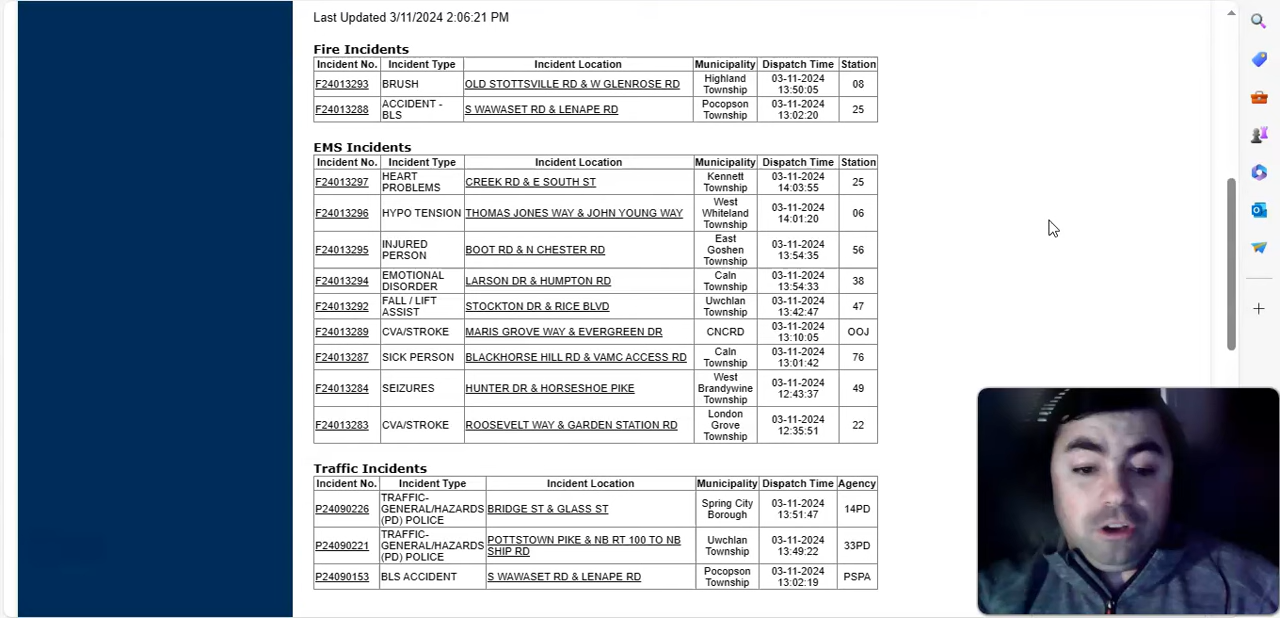 Last Updated 3/11/2024 2:06:21 PM
Fire Incidents
Incident No. Incident Type Incident Location Municipality Dispatch Time Station
F24013293 BRUSH OLD STOTTSVILLE RD & W GLENROSE RD Highland Township 03-11-2024 13:50:05 08
F24013288 ACCIDENT - BLS S WAWASET RD & LENAPE RD Pocopson Township 03-11-2024 13:02:20 25
EMS Incidents
Incident No. Incident Type Incident Location Municipality Dispatch Time Station
F24013297 HEART PROBLEMS CREEK RD & E SOUTH ST Kennett Township 03-11-2024 14:03:55 25
F24013296 HYPO TENSION THOMAS JONES WAY & JOHN YOUNG WAY West Whiteland Township 03-11-2024 14:01:20 06
F24013295 INJURED PERSON BOOT RD & N CHESTER RD East Goshen Township 03-11-2024 13:54:35 56
F24013294 EMOTIONAL DISORDER LARSON DR & HUMPTON RD Caln Township 03-11-2024 13:54:33 38
F24013292 FALL / LIFT ASSIST STOCKTON DR & RICE BLVD Uwchlan Township 03-11-2024 13:42:47 47
F24013289 CVA/STROKE MARIS GROVE WAY & EVERGREEN DR CNCRD 03-11-2024 13:10:05 OOJ
F24013287 SICK PERSON BLACKHORSE HILL RD & VAMC ACCESS RD Caln Township 03-11-2024 13:01:42 76
F24013284 SEIZURES HUNTER DR & HORSESHOE PIKE West Brandywine Township 03-11-2024 12:43:37 49
F24013283 CVA/STROKE ROOSEVELT WAY & GARDEN STATION RD London Grove Township 03-11-2024 12:35:51 22
Traffic Incidents
Incident No. Incident Type Incident Location Municipality Dispatch Time Agency
P24090226 TRAFFIC-GENERAL/HAZARDS (PD) POLICE BRIDGE ST & GLASS ST Spring City Borough 03-11-2024 13:51:47 14PD
P24090221 TRAFFIC-GENERAL/HAZARDS (PD) POLICE POTTSTOWN PIKE & NB RT 100 TO NB SHIP RD Uwchlan Township 03-11-2024 13:49:22 33PD
P24090153 BLS ACCIDENT S WAWASET RD & LENAPE RD Pocopson Township 03-11-2024 13:02:19 PSPA